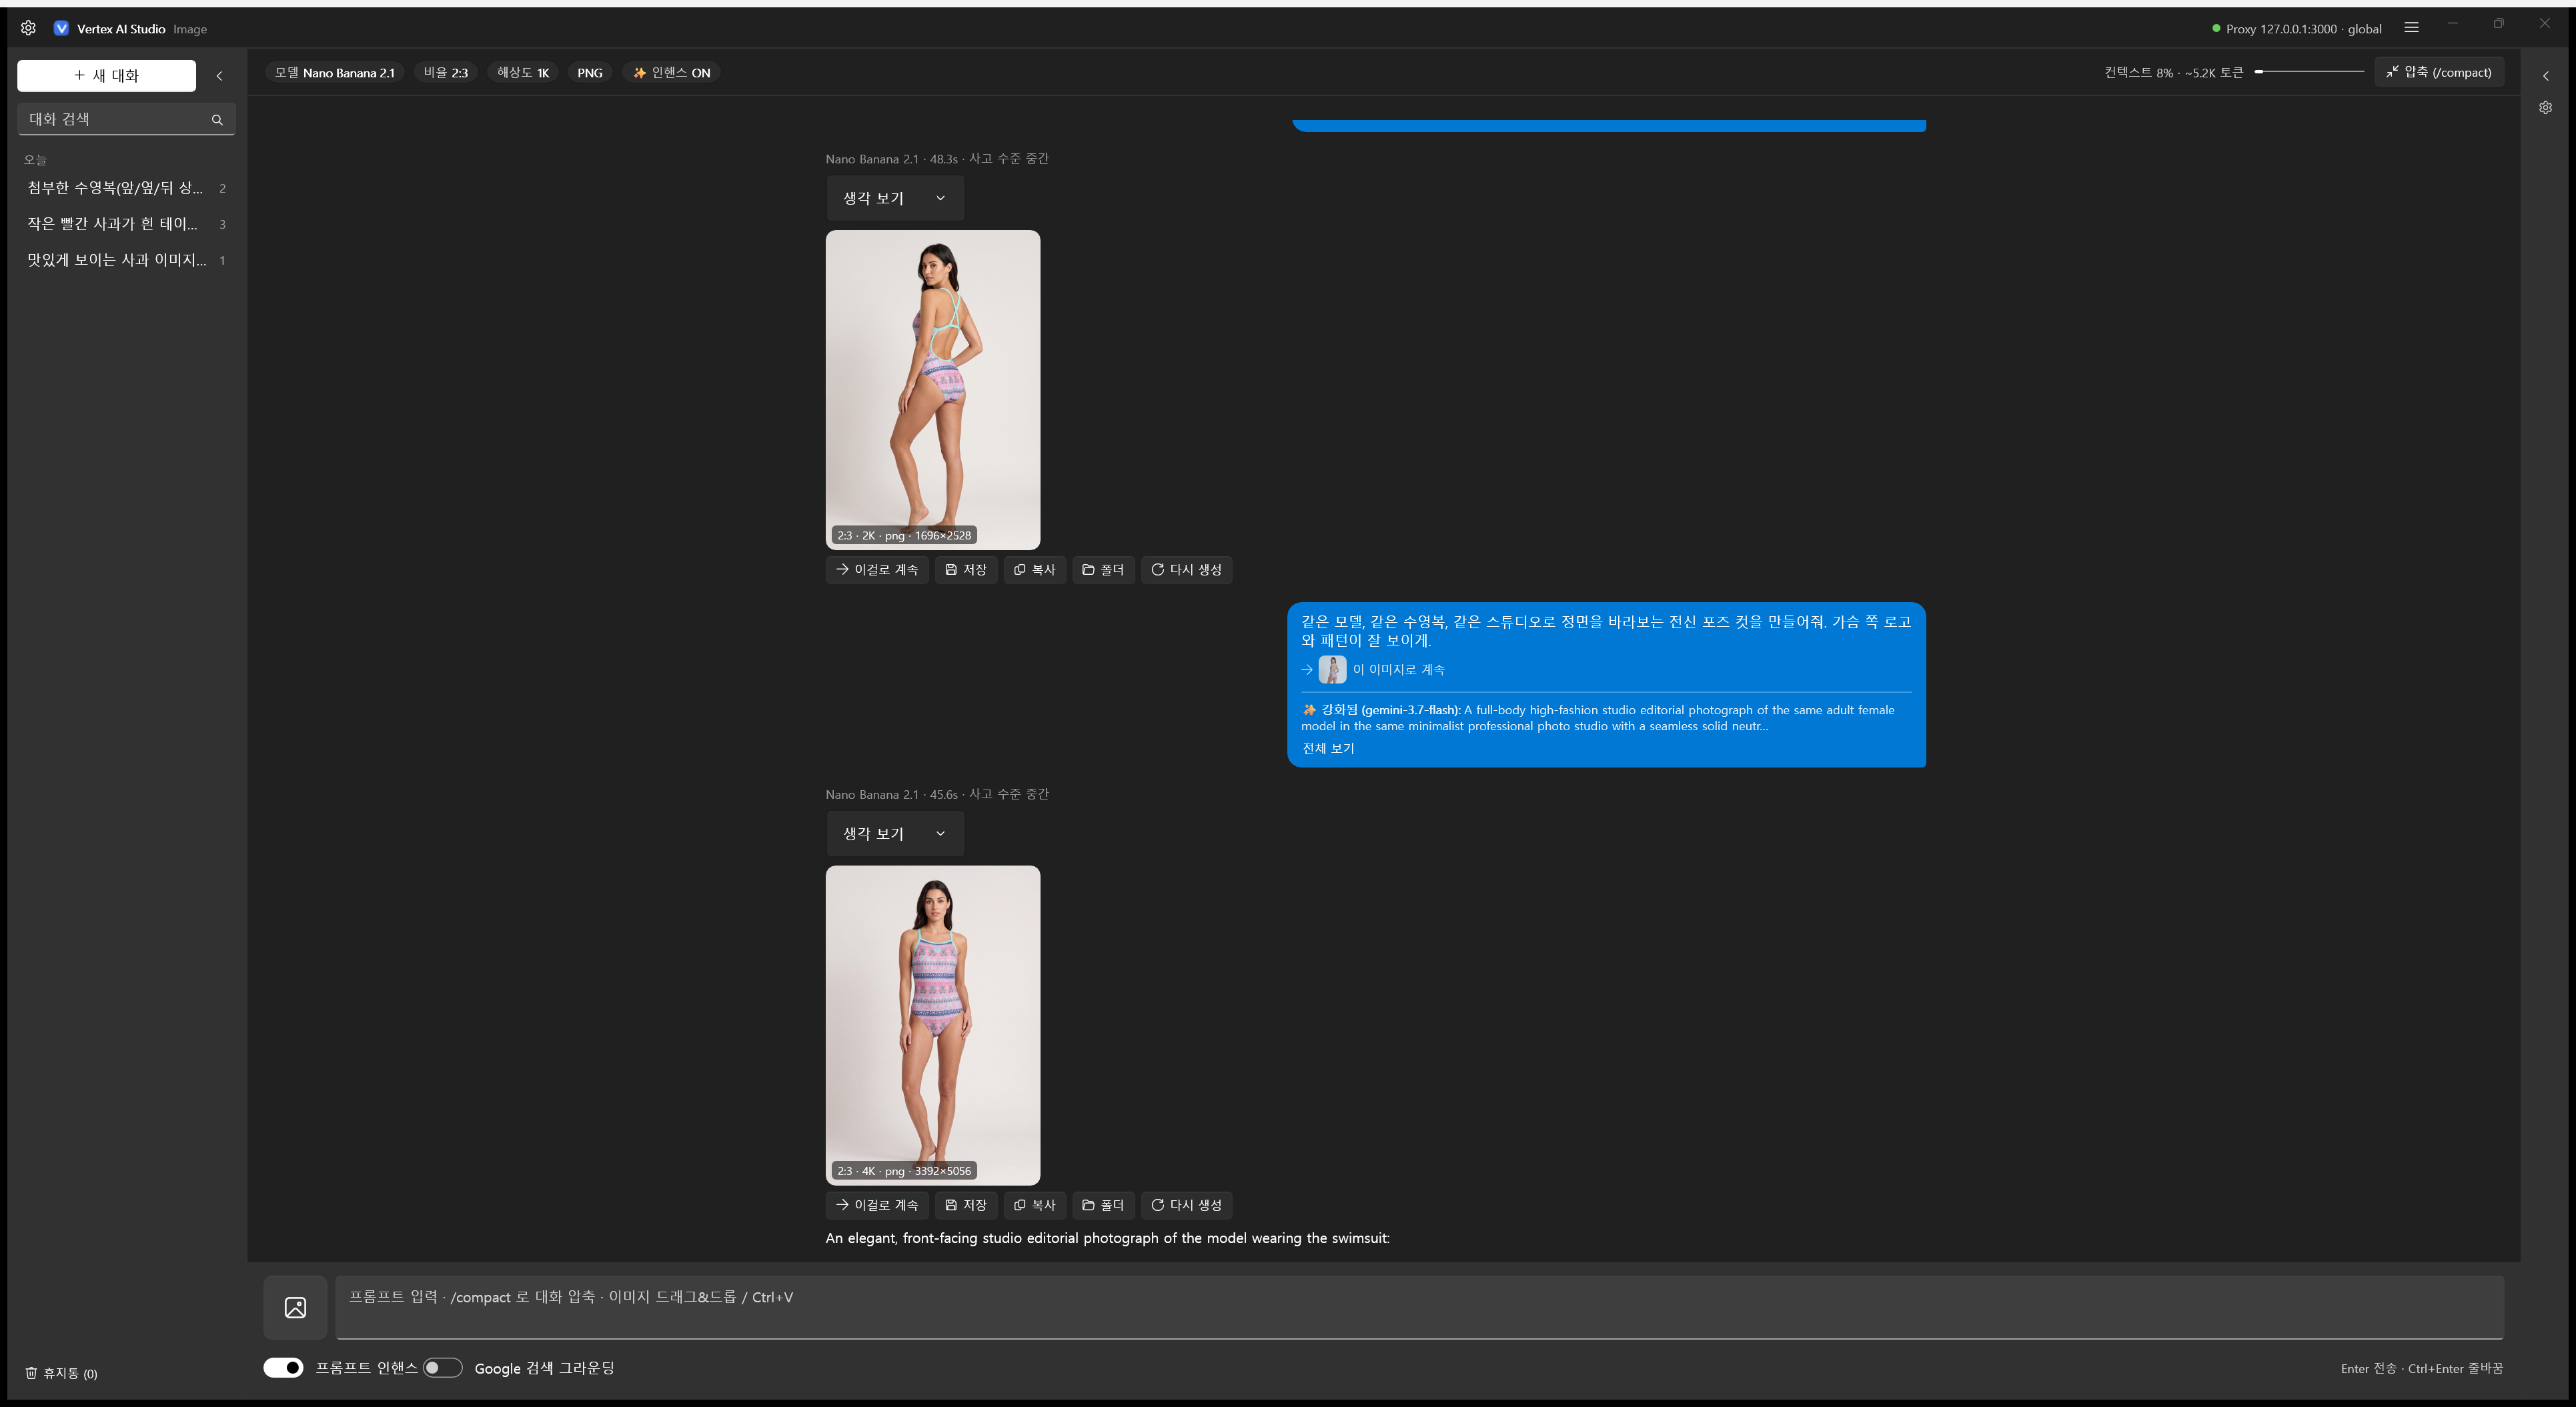 Vertex AI Studio Image
Proxy 127.0.0.1:3000 · global
+ 새 대화
대화 검색
오늘
첨부한 수영복(앞/옆/뒤 상... 2
작은 빨간 사과가 흰 테이... 3
맛있게 보이는 사과 이미지... 1
휴지통 (0)
모델 Nano Banana 2.1 비율 2:3 해상도 1K PNG ✨ 인핸스 ON
컨텍스트 8% · ~5.2K 토큰 압축 (/compact)
Nano Banana 2.1 · 48.3s · 사고 수준 중간
생각 보기
2:3 · 2K · png · 1696×2528
이걸로 계속 저장 복사 폴더 다시 생성
같은 모델, 같은 수영복, 같은 스튜디오로 정면을 바라보는 전신 포즈 컷을 만들어줘. 가슴 쪽 로고
와 패턴이 잘 보이게.
→ 이 이미지로 계속
✨ 강화됨 (gemini-3.7-flash): A full-body high-fashion studio editorial photograph of the same adult female
model in the same minimalist professional photo studio with a seamless solid neutr...
전체 보기
Nano Banana 2.1 · 45.6s · 사고 수준 중간
생각 보기
2:3 · 4K · png · 3392×5056
이걸로 계속 저장 복사 폴더 다시 생성
An elegant, front-facing studio editorial photograph of the model wearing the swimsuit:
프롬프트 입력 · /compact 로 대화 압축 · 이미지 드래그&드롭 / Ctrl+V
프롬프트 인핸스 Google 검색 그라운딩
Enter 전송 · Ctrl+Enter 줄바꿈